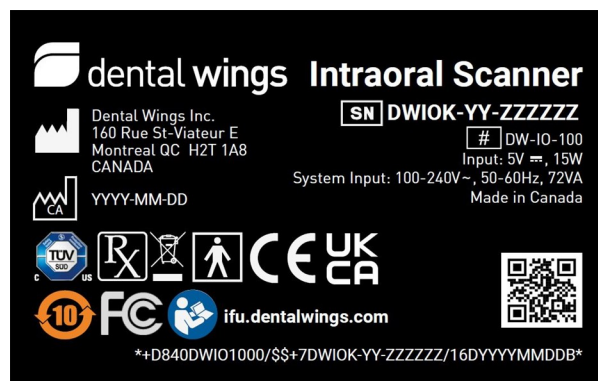 dental wings Intraoral Scanner
SN DWIOK-YY-ZZZZZZ
Dental Wings Inc.
160 Rue St-Viateur E
Montreal QC H2T 1A8
CANADA
# DW-IO-100
Input: 5V ⎓, 15W
System Input: 100-240V~, 50-60Hz, 72VA
Made in Canada
CA
YYYY-MM-DD
TÜV
SÜD
C US
Rx
CE
UK
CA
10
FC
ifu.dentalwings.com
*+D840DWIO1000/$$+7DWIOK-YY-ZZZZZZ/16DYYYYMMDDB*